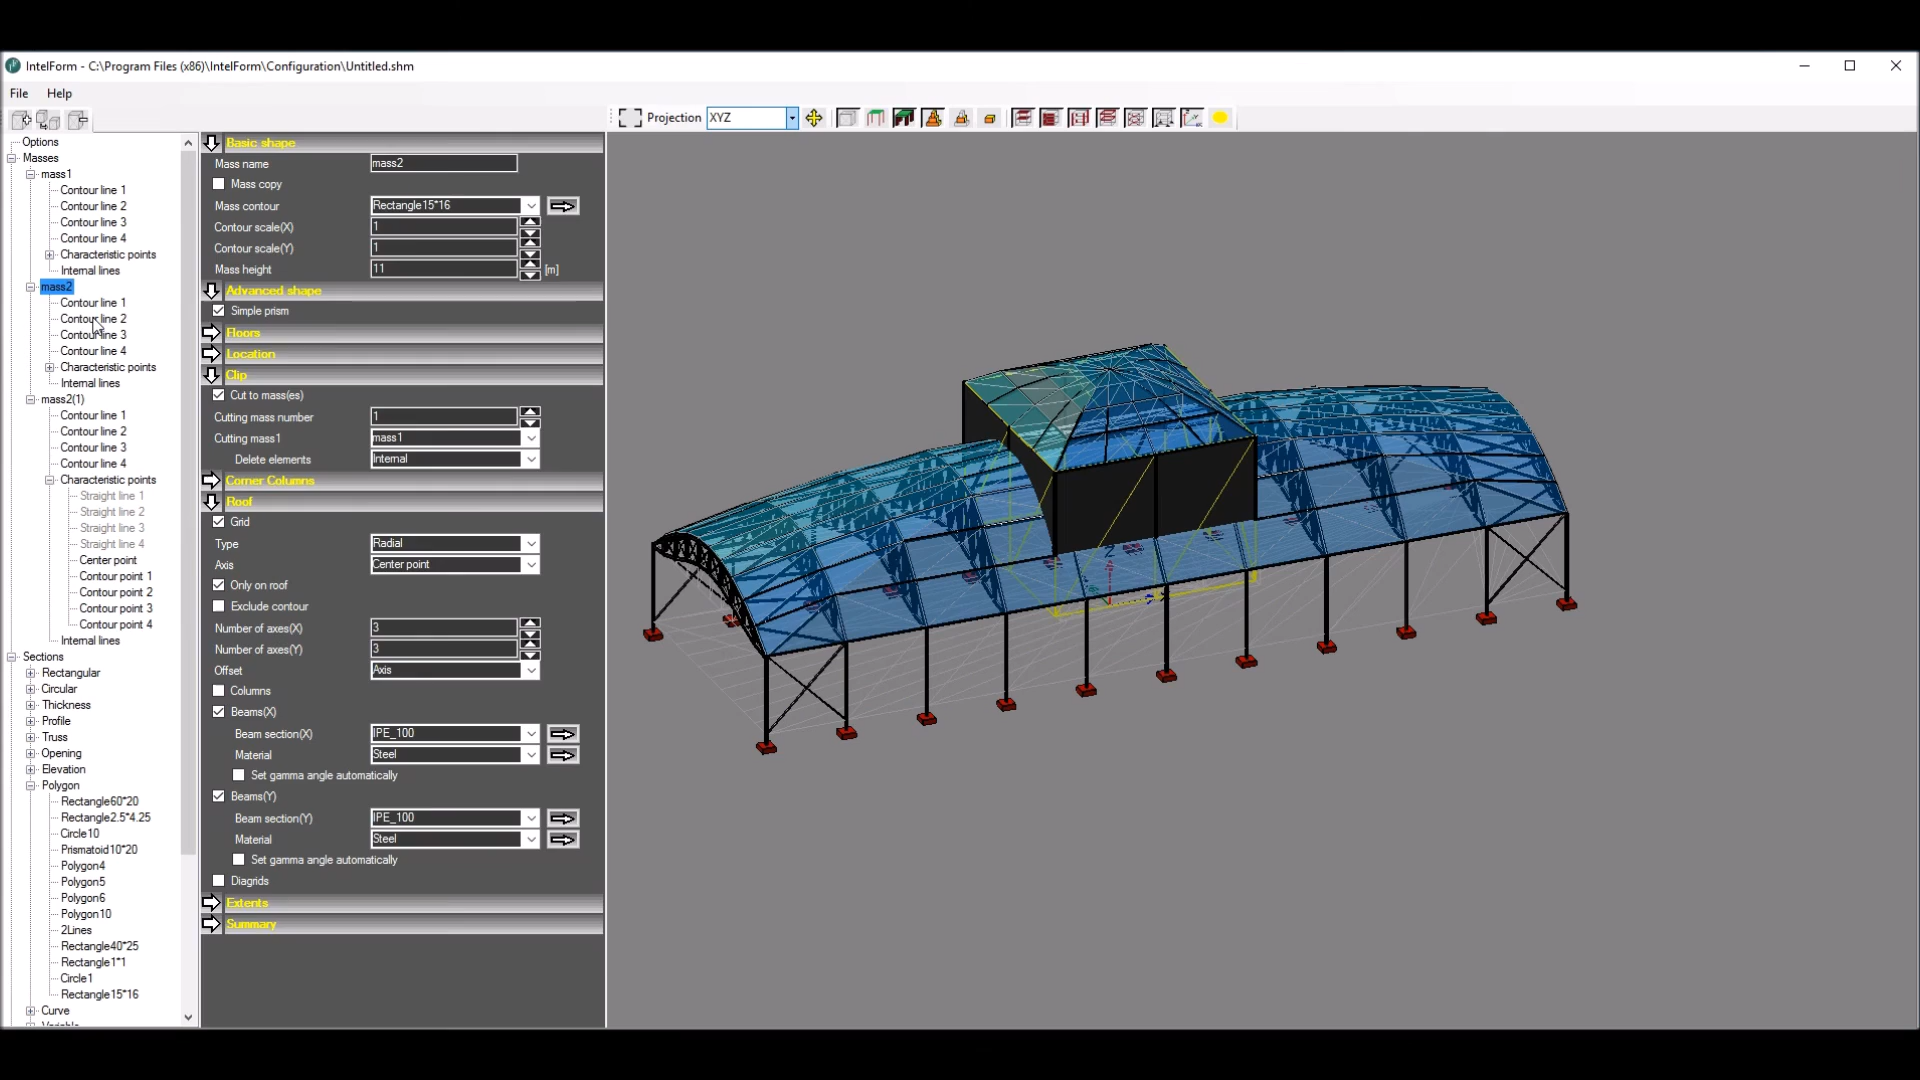 IntelForm - C:\Program Files (x86)\IntelForm\Configuration\Untitled.shm
File Help
Projection XYZ
Options
Masses
mass1
Contour line 1
Contour line 2
Contour line 3
Contour line 4
Characteristic points
Internal lines
mass2
Contour line 1
Contour line 2
Contour line 3
Contour line 4
Characteristic points
Internal lines
mass2(1)
Contour line 1
Contour line 2
Contour line 3
Contour line 4
Characteristic points
Straight line 1
Straight line 2
Straight line 3
Straight line 4
Center point
Contour point 1
Contour point 2
Contour point 3
Contour point 4
Internal lines
Sections
Rectangular
Circular
Thickness
Profile
Truss
Opening
Elevation
Polygon
Rectangle60*20
Rectangle2.5*4.25
Circle10
Prismatoid10*20
Polygon4
Polygon5
Polygon6
Polygon10
2Lines
Rectangle40*25
Rectangle1*1
Circle1
Rectangle15*16
Curve
Variable
Basic shape
Mass name mass2
Mass copy
Mass contour Rectangle15*16
Contour scale(X) 1
Contour scale(Y) 1
Mass height 11 [m]
Advanced shape
Simple prism
Floors
Location
Clip
Cut to mass(es)
Cutting mass number 1
Cutting mass1 mass1
Delete elements Internal
Corner Columns
Roof
Grid
Type Radial
Axis Center point
Only on roof
Exclude contour
Number of axes(X) 3
Number of axes(Y) 3
Offset Axis
Columns
Beams(X)
Beam section(X) IPE_100
Material Steel
Set gamma angle automatically
Beams(Y)
Beam section(Y) IPE_100
Material Steel
Set gamma angle automatically
Diagrids
Extents
Summary
Z